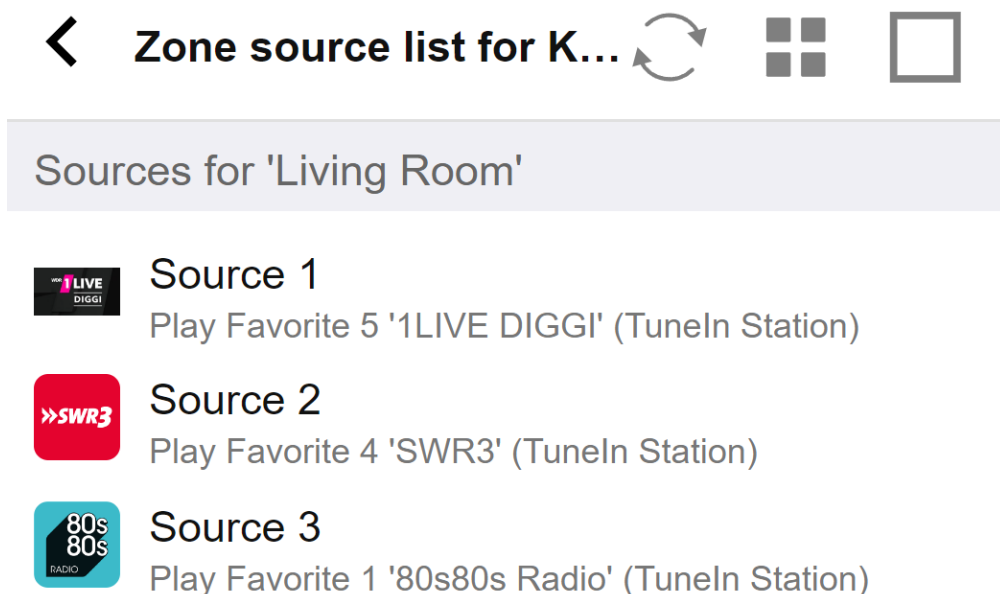 Zone source list for K...
Sources for 'Living Room'
WDR 1LIVE
DIGGI
Source 1
Play Favorite 5 '1LIVE DIGGI' (TuneIn Station)
SWR3
Source 2
Play Favorite 4 'SWR3' (TuneIn Station)
80s
80s
RADIO
Source 3
Play Favorite 1 '80s80s Radio' (TuneIn Station)